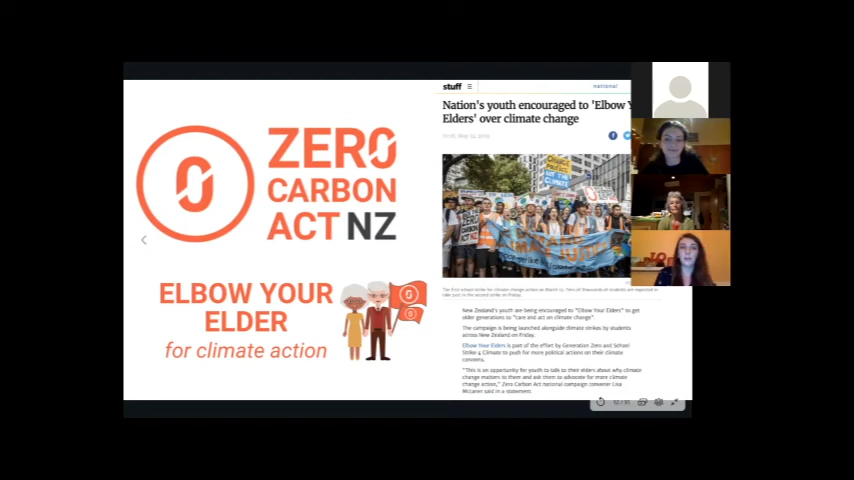 ZERO
CARBON
ACT NZ
ELBOW YOUR
ELDER
for climate action
stuff
national
Nation's youth encouraged to 'Elbow Y
Elders' over climate change
CLIMATE
New Zealand's youth are being encouraged to "Elbow Your Elders" to get
older generations to "care and act on climate change".
The campaign is being launched alongside climate strikes by students
across New Zealand on Friday.
Elbow Your Elders is part of the effort by Generation Zero and School
Strike 4 Climate to push for more political actions on their climate
concerns.
"This is an opportunity for youth to talk to their elders about why climate
change matters to them and ask them to advocate for more climate
change action," Zero Carbon Act national campaign convener Lisa
McLaren said in a statement.